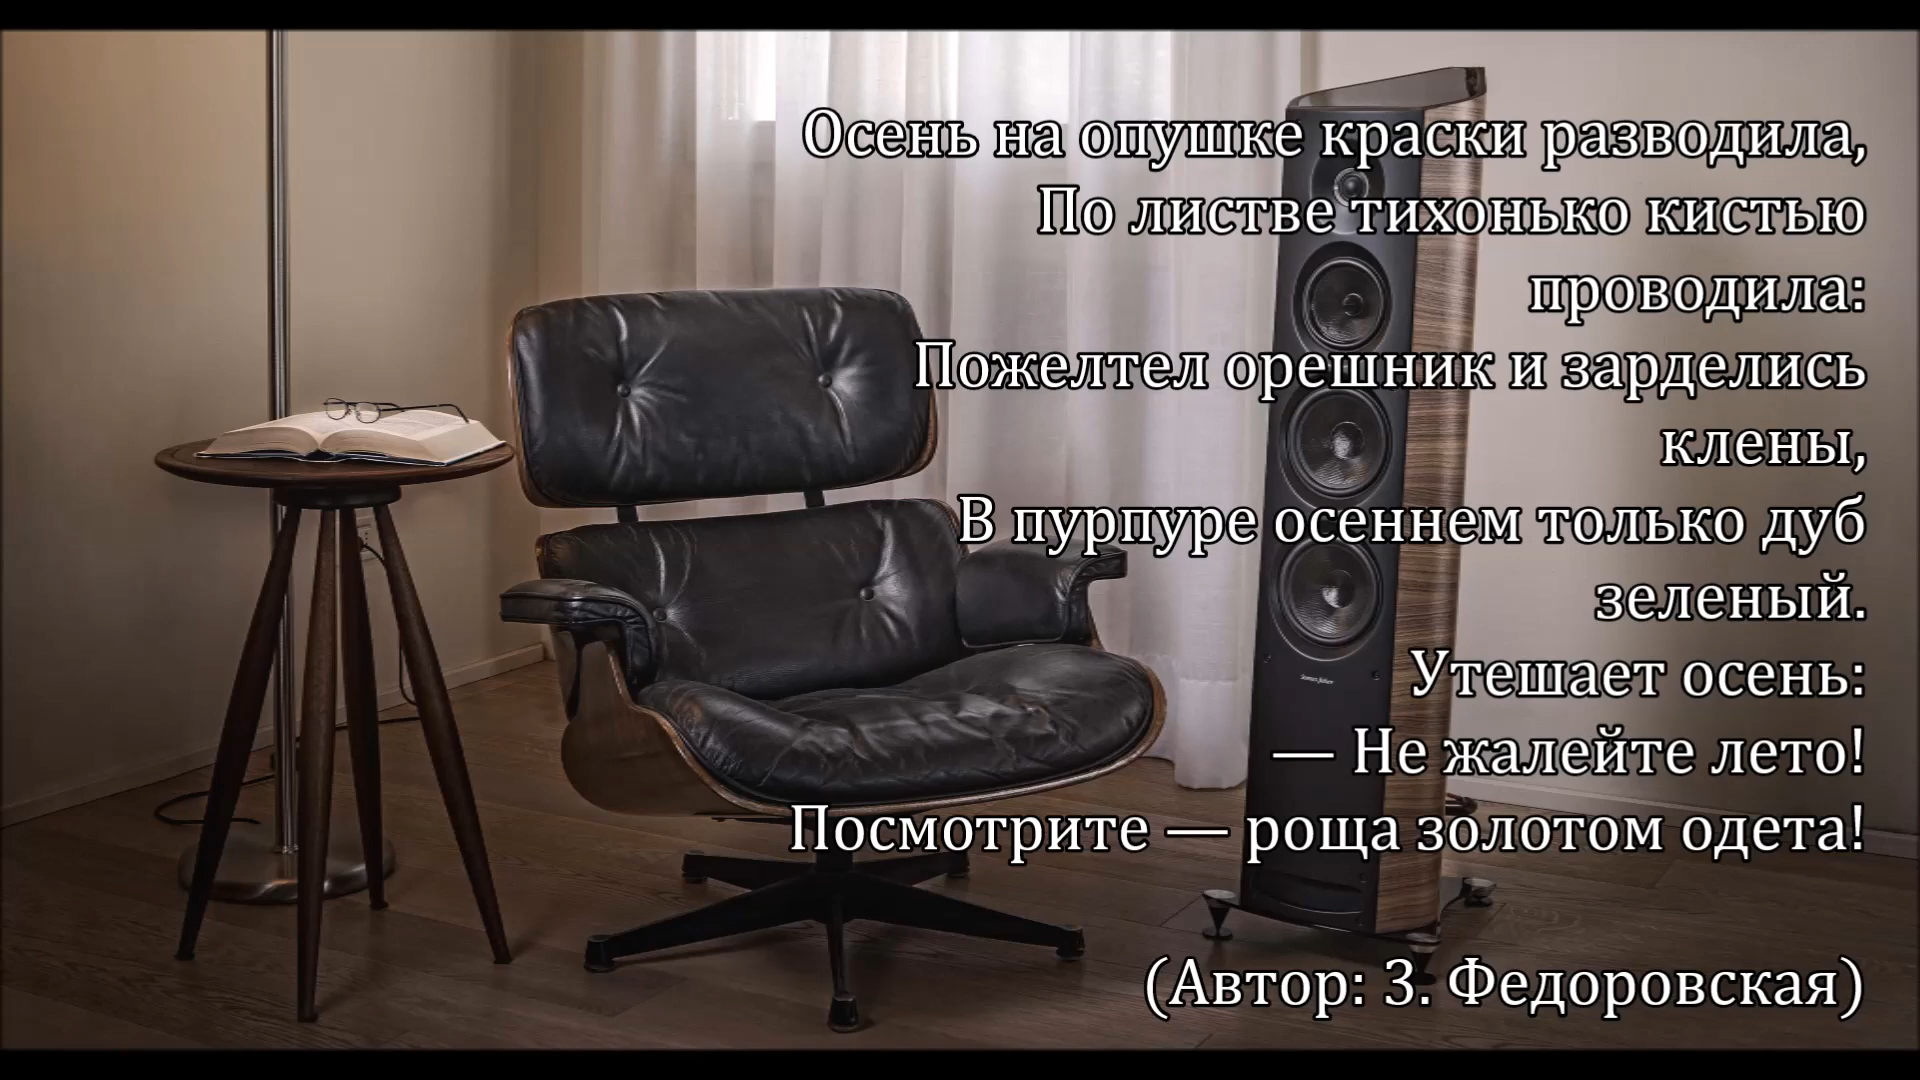 Осень на опушке краски разводила,
По листве тихонько кистью
проводила:
Пожелтел орешник и зарделись
клены,
В пурпуре осеннем только дуб
зеленый.
Утешает осень:
— Не жалейте лето!
Посмотрите — роща золотом одета!
(Автор: З. Федоровская)